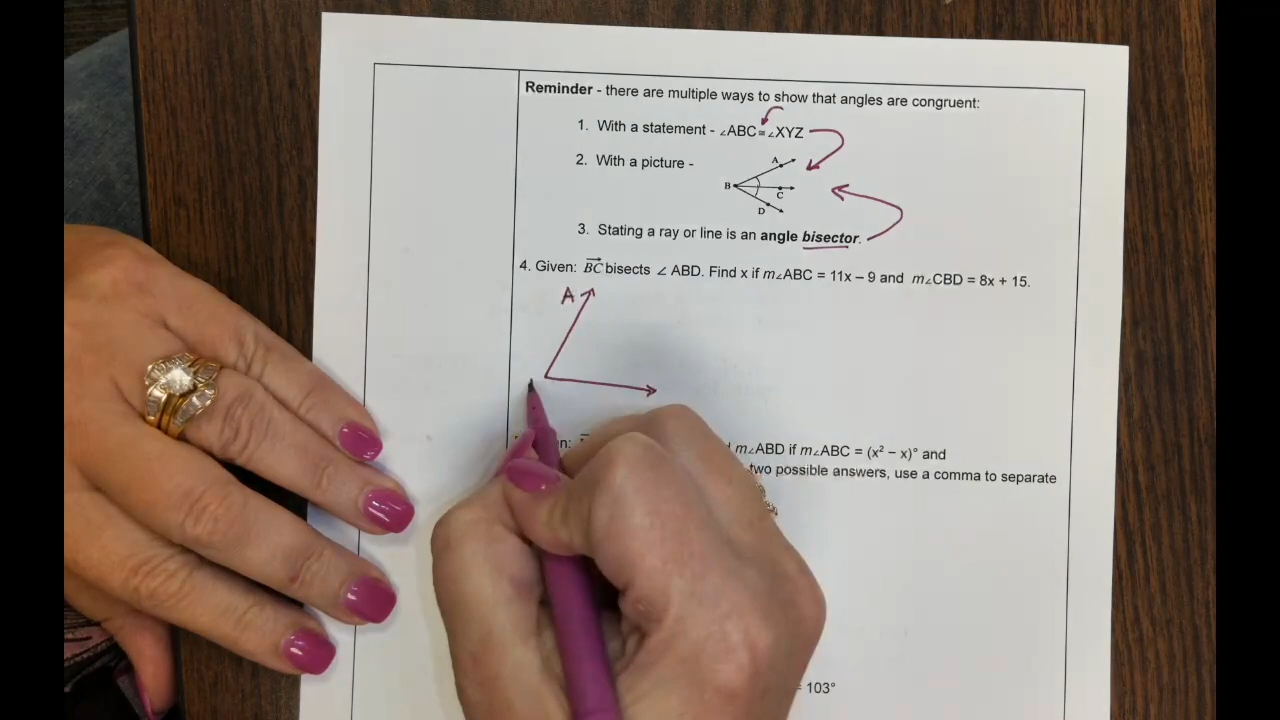 Reminder - there are multiple ways to show that angles are congruent:
1. With a statement - ∠ABC ≅ ∠XYZ
2. With a picture -
A
B
C
D
3. Stating a ray or line is an angle bisector.
4. Given: BC bisects ∠ ABD. Find x if m∠ABC = 11x – 9 and m∠CBD = 8x + 15.
A
m∠ABD if m∠ABC = (x² – x)° and
two possible answers, use a comma to separate
= 103°